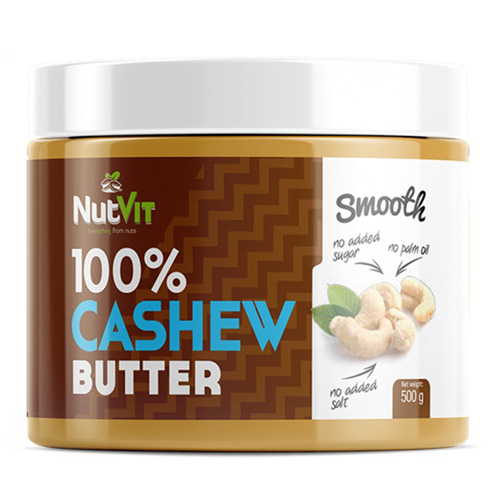 NutVit
Everything from nuts
100%
CASHEW
BUTTER
Smooth
no added
sugar
no palm oil
no added
salt
Net weight:
500 g